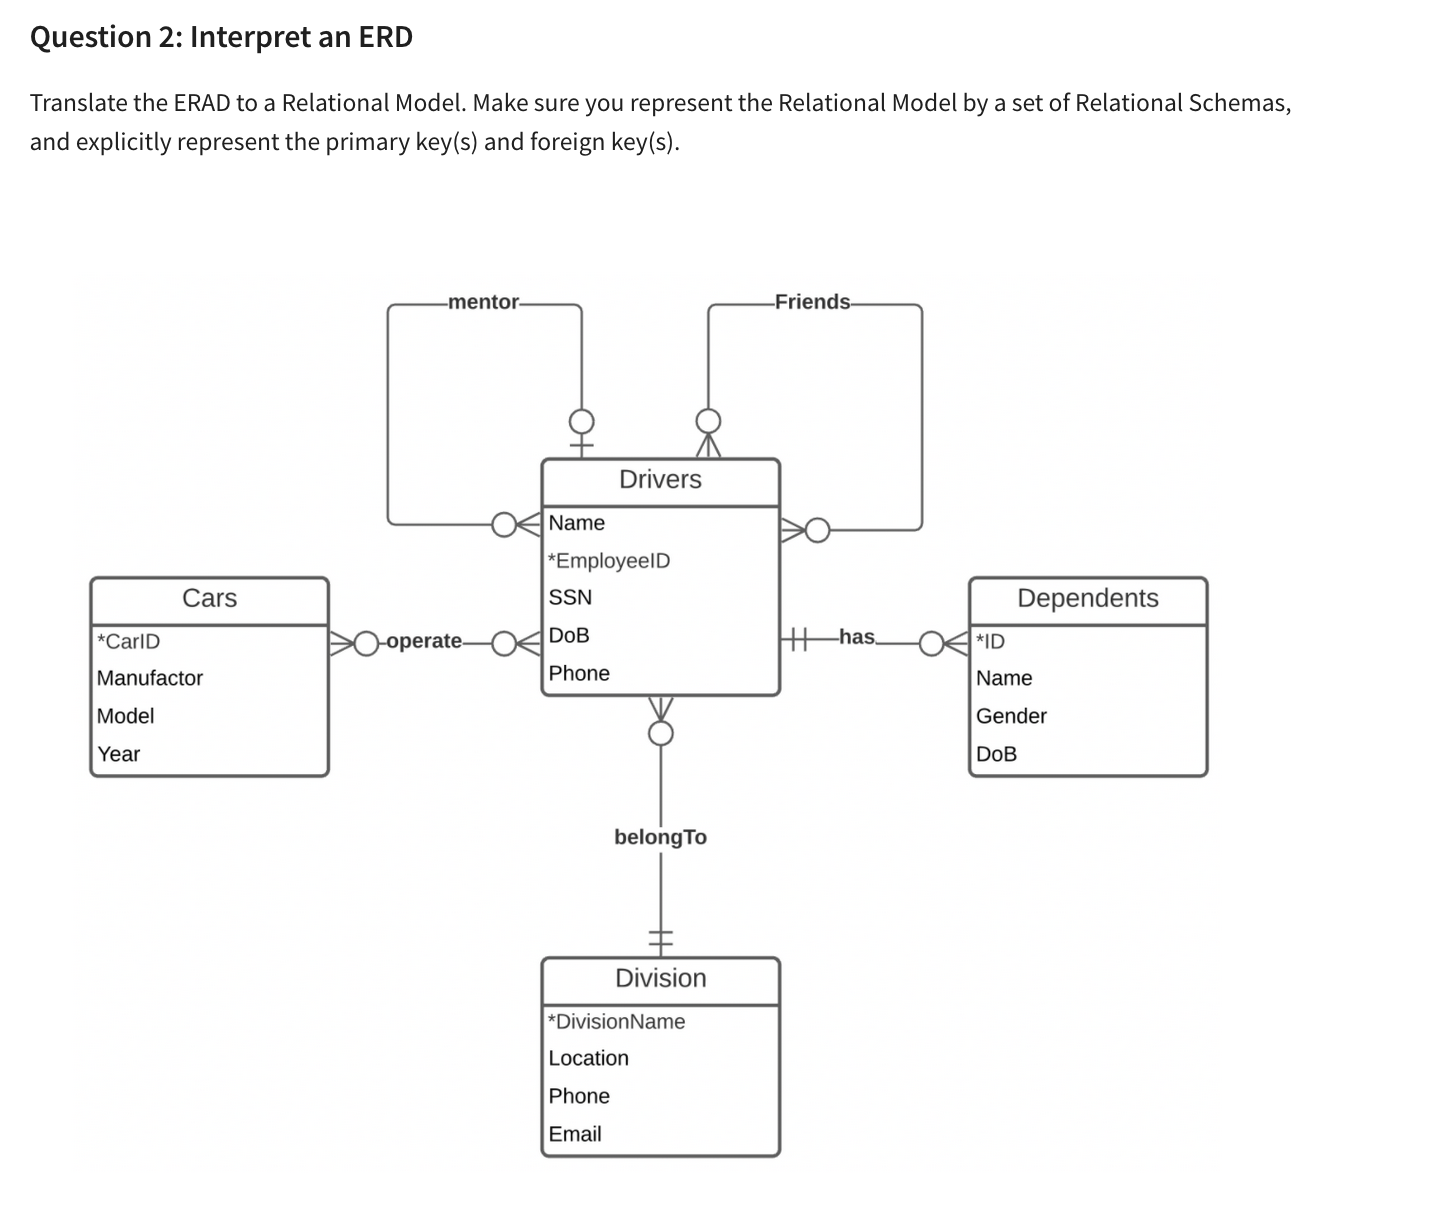 Question 2: Interpret an ERD
Translate the ERAD to a Relational Model. Make sure you represent the Relational Model by a set of Relational Schemas,
and explicitly represent the primary key(s) and foreign key(s).
mentor
Friends
Drivers
Name
*EmployeeID
SSN
DoB
Phone
Cars
*CarID
Manufactor
Model
Year
operate
has
Dependents
*ID
Name
Gender
DoB
belongTo
Division
*DivisionName
Location
Phone
Email